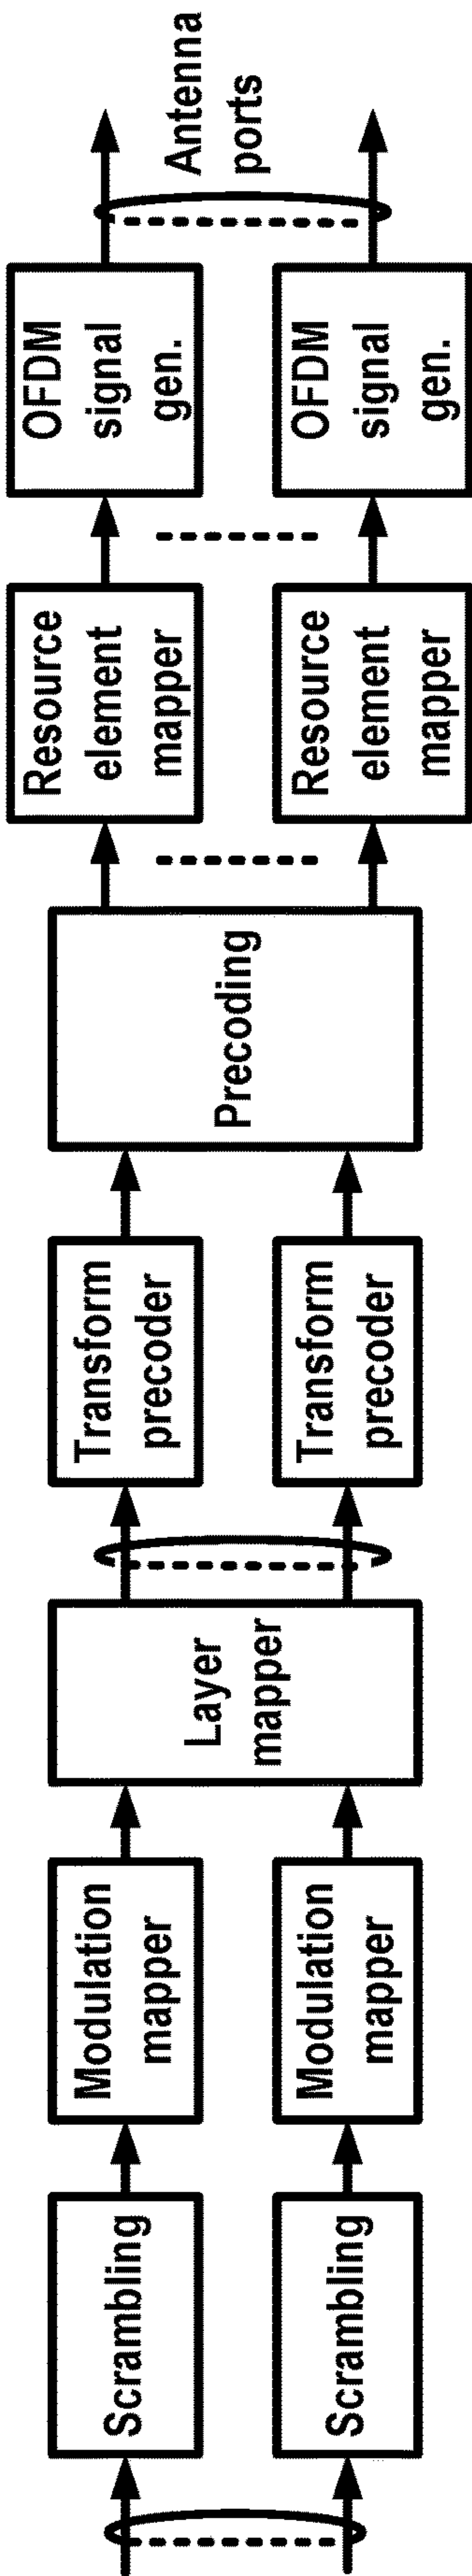 Scrambling
Modulation
mapper
Layer
mapper
Transform
precoder
Precoding
Resource
element
mapper
OFDM
signal
gen.
Antenna
ports
Scrambling
Modulation
mapper
Transform
precoder
Resource
element
mapper
OFDM
signal
gen.